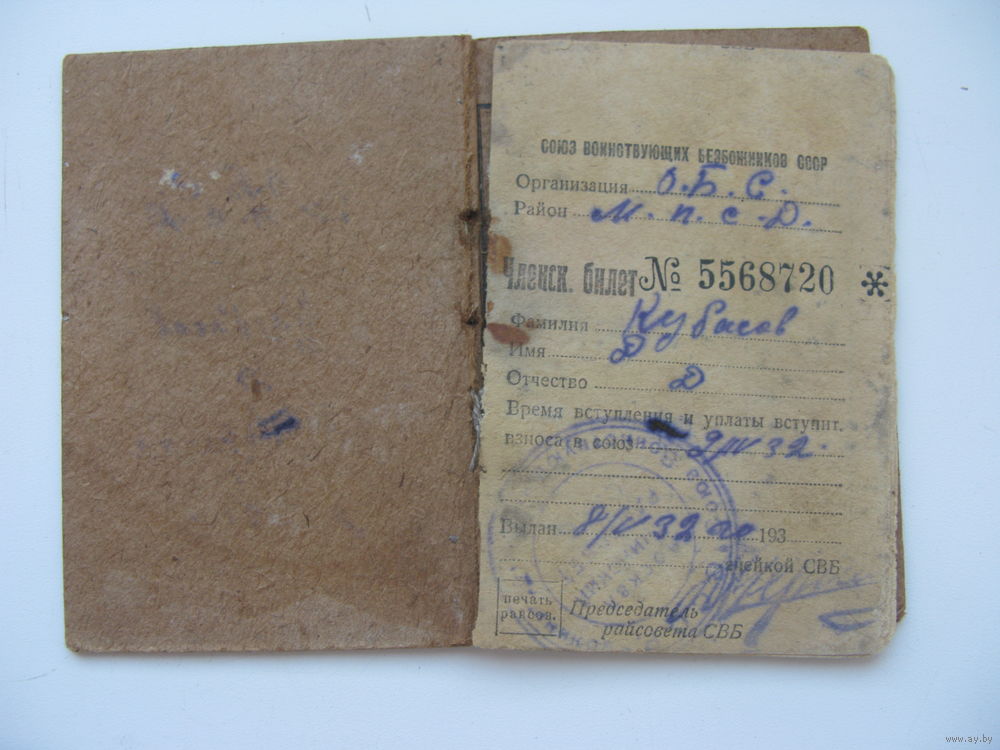 СОЮЗ ВОИНСТВУЮЩИХ БЕЗБОЖНИКОВ СССР
Организация О.Б.С.
Район М.П.С.Д.
Членск. билет № 5568720 *
Фамилия Кубасов
Имя Д
Отчество Д
Время вступления и уплаты вступит.
взноса в союз 9/IV 32
Выдан 8/V 32 193
ячейкой СВБ
печать
райсов.
Председатель
райсовета СВБ
www.ay.by